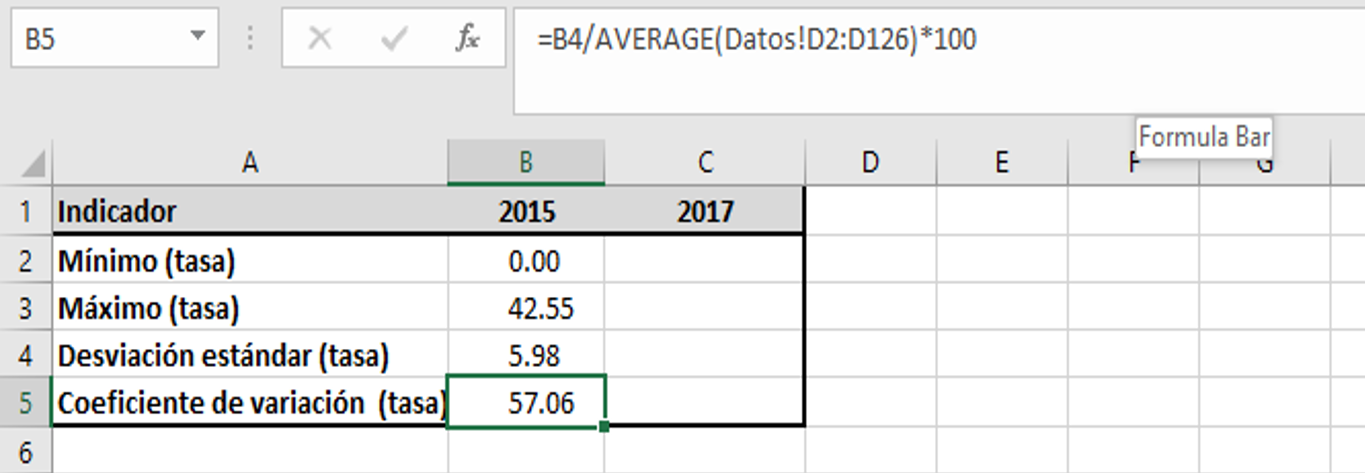 B5 fx =B4/AVERAGE(Datos!D2:D126)*100
Formula Bar
A B C D E F G
1 Indicador 2015 2017
2 Mínimo (tasa) 0.00
3 Máximo (tasa) 42.55
4 Desviación estándar (tasa) 5.98
5 Coeficiente de variación (tasa) 57.06
6